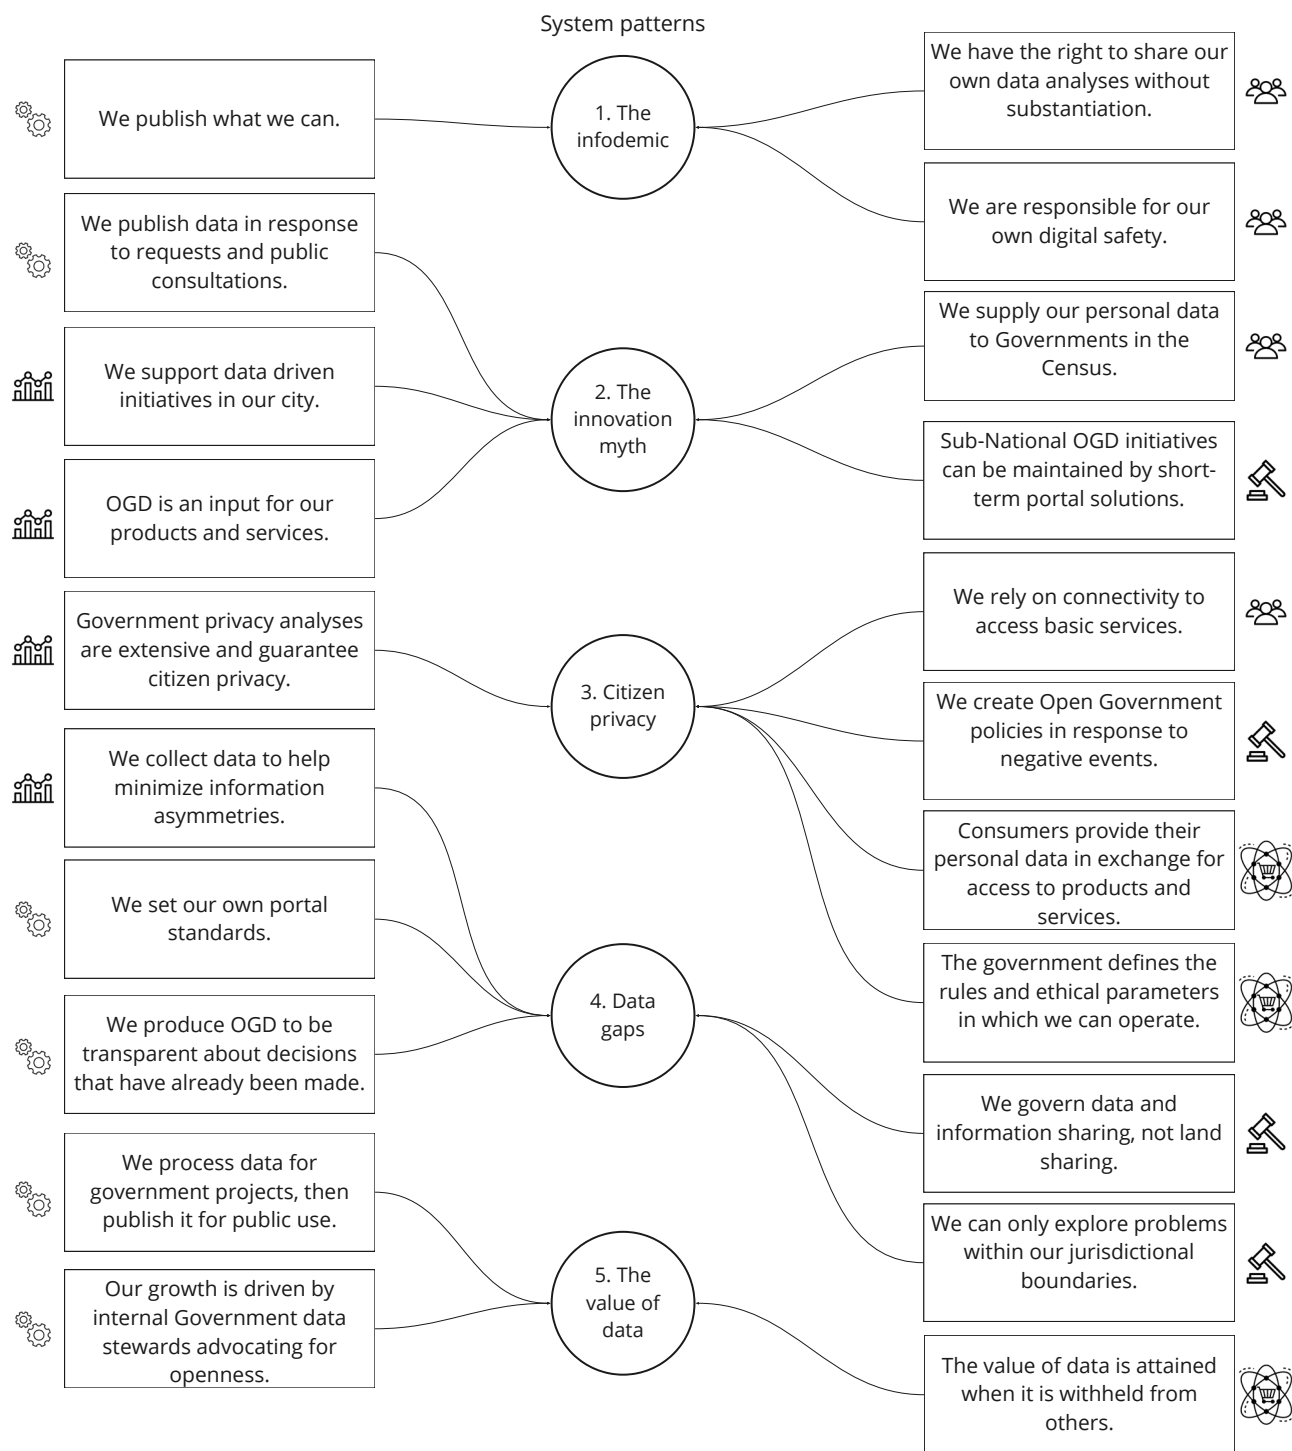 System patterns
We publish what we can.
We publish data in response
to requests and public
consultations.
We support data driven
initiatives in our city.
OGD is an input for our
products and services.
Government privacy analyses
are extensive and guarantee
citizen privacy.
We collect data to help
minimize information
asymmetries.
We set our own portal
standards.
We produce OGD to be
transparent about decisions
that have already been made.
We process data for
government projects, then
publish it for public use.
Our growth is driven by
internal Government data
stewards advocating for
openness.
1. The
infodemic
2. The
innovation
myth
3. Citizen
privacy
4. Data
gaps
5. The
value of
data
We have the right to share our
own data analyses without
substantiation.
We are responsible for our
own digital safety.
We supply our personal data
to Governments in the
Census.
Sub-National OGD initiatives
can be maintained by short-
term portal solutions.
We rely on connectivity to
access basic services.
We create Open Government
policies in response to
negative events.
Consumers provide their
personal data in exchange for
access to products and
services.
The government defines the
rules and ethical parameters
in which we can operate.
We govern data and
information sharing, not land
sharing.
We can only explore problems
within our jurisdictional
boundaries.
The value of data is attained
when it is withheld from
others.